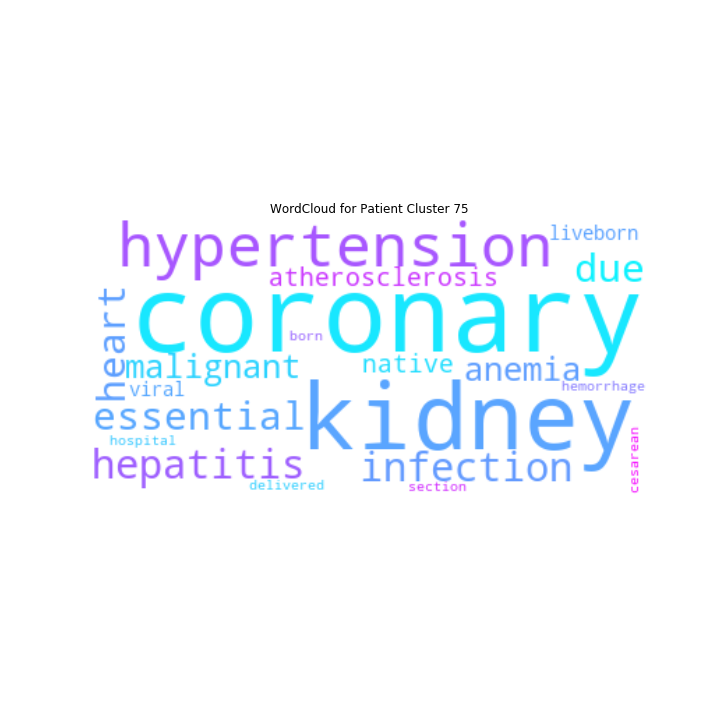 WordCloud for Patient Cluster 75
hypertension
liveborn
due
atherosclerosis
coronary
heart
born
malignant
native
anemia
viral
hemorrhage
essential
kidney
hospital
hepatitis
infection
cesarean
delivered
section